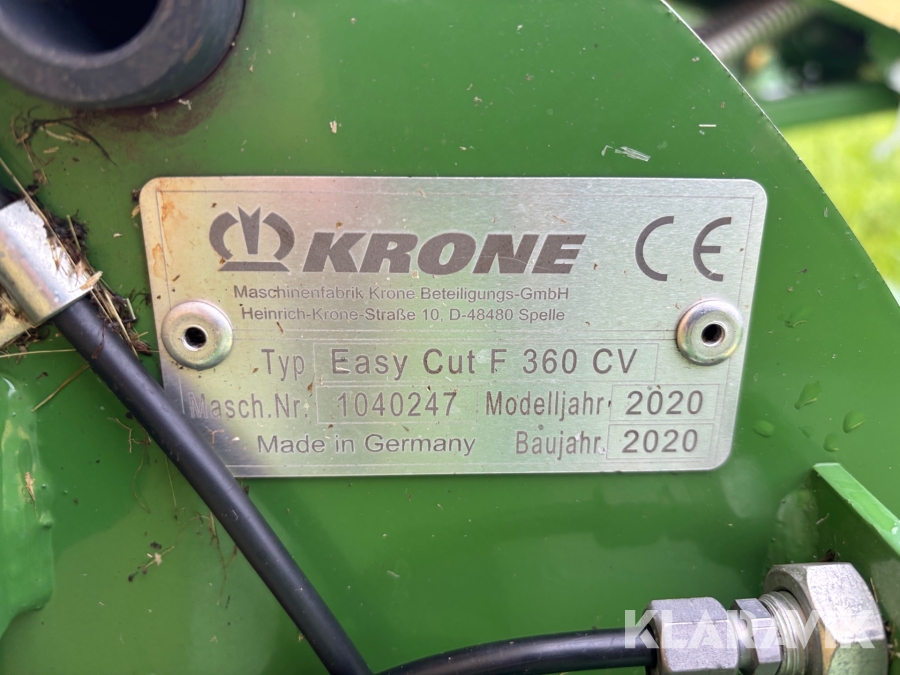 KRONE CE
Maschinenfabrik Krone Beteiligungs-GmbH
Heinrich-Krone-Straße 10, D-48480 Spelle
Typ Easy Cut F 360 CV
Masch.Nr. 1040247 Modelljahr 2020
Made in Germany Baujahr. 2020
KLARAVIK